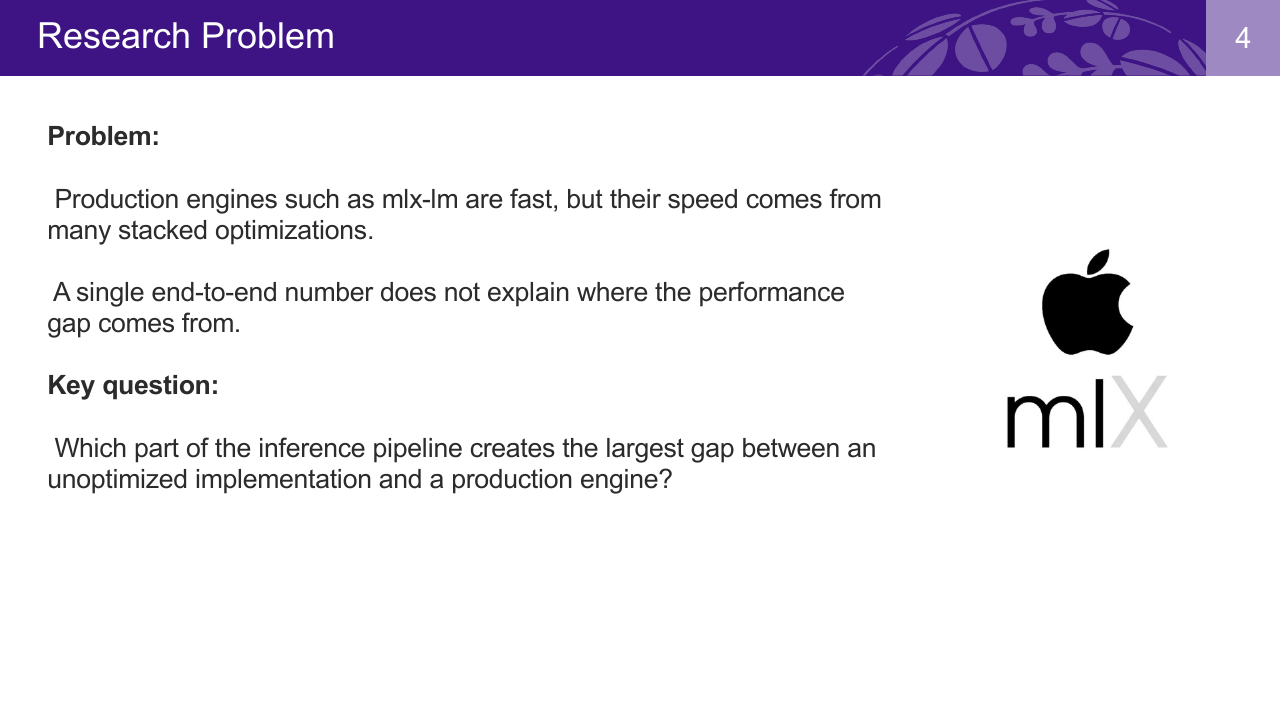 Research Problem
4
Problem:
Production engines such as mlx-lm are fast, but their speed comes from
many stacked optimizations.
A single end-to-end number does not explain where the performance
gap comes from.
Key question:
Which part of the inference pipeline creates the largest gap between an
unoptimized implementation and a production engine?
mlX